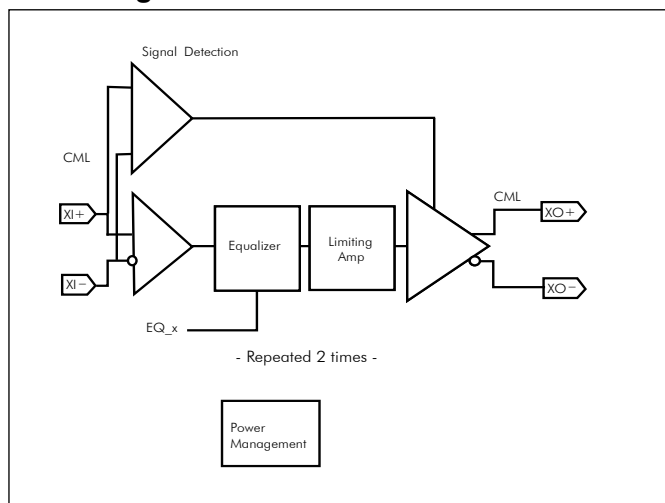 Signal Detection
CML
CML
XI+
XO+
Equalizer
Limiting
Amp
XI−
XO−
EQ_x
- Repeated 2 times -
Power
Management